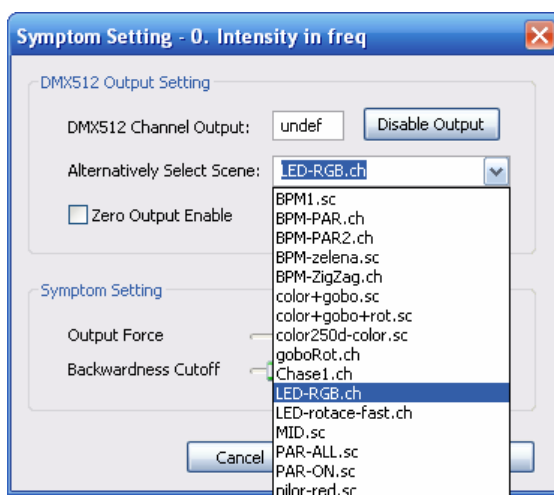 Symptom Setting - 0. Intensity in freq
DMX512 Output Setting
DMX512 Channel Output:
undef
Disable Output
Alternatively Select Scene:
LED-RGB.ch
Zero Output Enable
BPM1.sc
BPM-PAR.ch
BPM-PAR2.ch
BPM-zelena.sc
BPM-ZigZag.ch
color+gobo.sc
color+gobo+rot.sc
color250d-color.sc
goboRot.ch
Chase1.ch
LED-RGB.ch
LED-rotace-fast.ch
MID.sc
PAR-ALL.sc
PAR-ON.sc
pilor-red.sc
Symptom Setting
Output Force
Backwardness Cutoff
Cancel